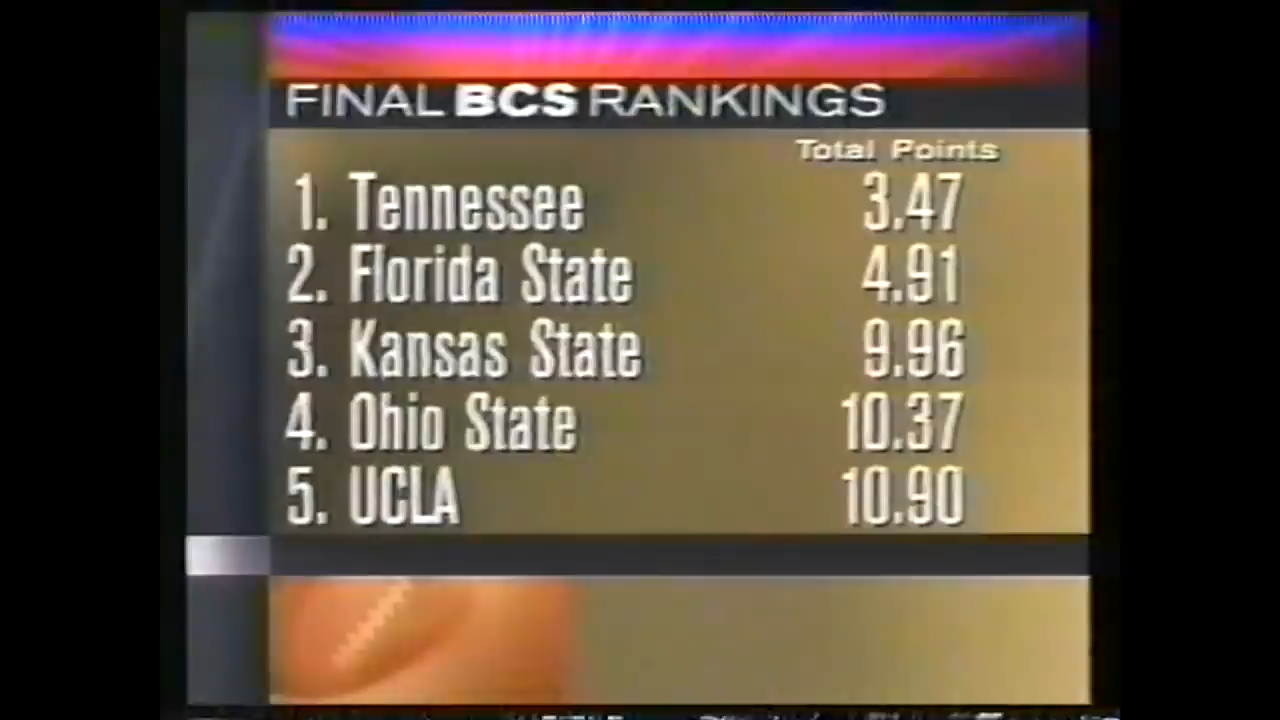 FINAL BCS RANKINGS
Total Points
1. Tennessee 3.47
2. Florida State 4.91
3. Kansas State 9.96
4. Ohio State 10.37
5. UCLA 10.90